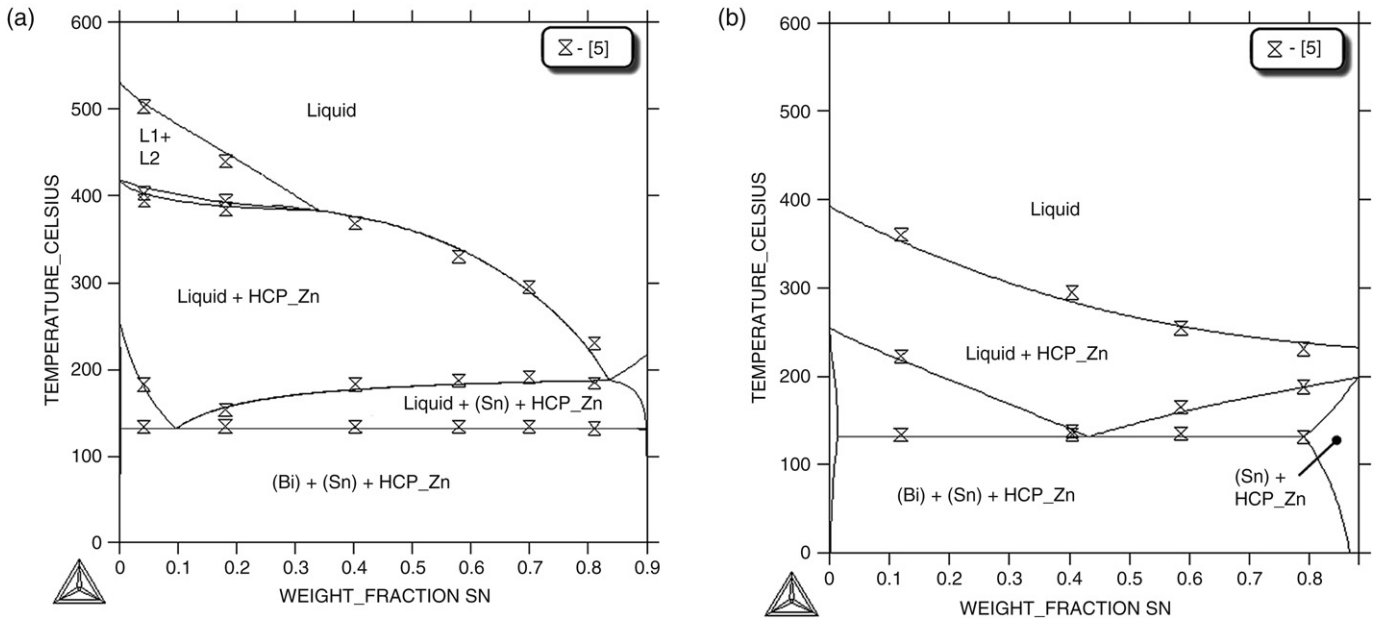 (a)
600
500
400
300
200
100
0
TEMPERATURE_CELSIUS
- [5]
Liquid
L1+
L2
Liquid + HCP_Zn
Liquid + (Sn) + HCP_Zn
(Bi) + (Sn) + HCP_Zn
0 0.1 0.2 0.3 0.4 0.5 0.6 0.7 0.8 0.9
WEIGHT_FRACTION SN
(b)
600
500
400
300
200
100
0
TEMPERATURE_CELSIUS
- [5]
Liquid
Liquid + HCP_Zn
(Bi) + (Sn) + HCP_Zn
(Sn) +
HCP_Zn
0 0.1 0.2 0.3 0.4 0.5 0.6 0.7 0.8
WEIGHT_FRACTION SN